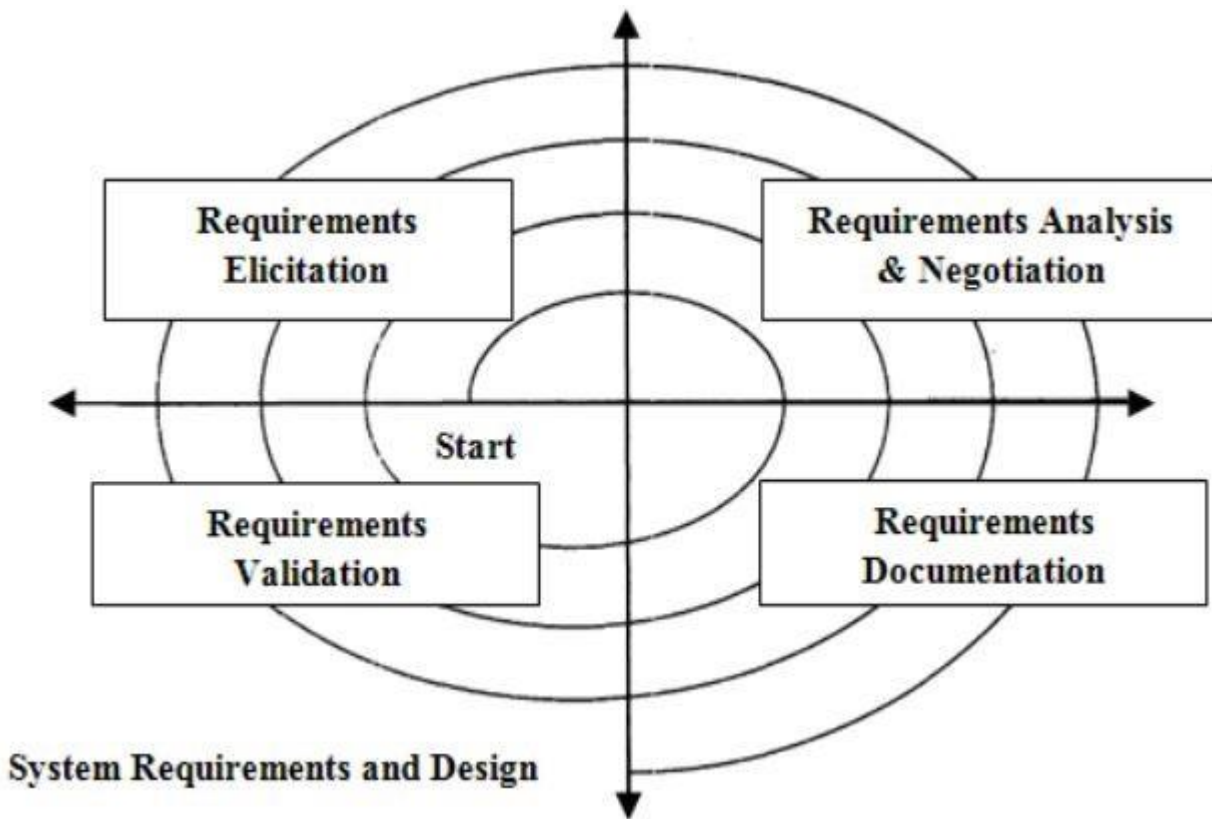 Requirements
Elicitation
Requirements Analysis
& Negotiation
Start
Requirements
Validation
Requirements
Documentation
System Requirements and Design